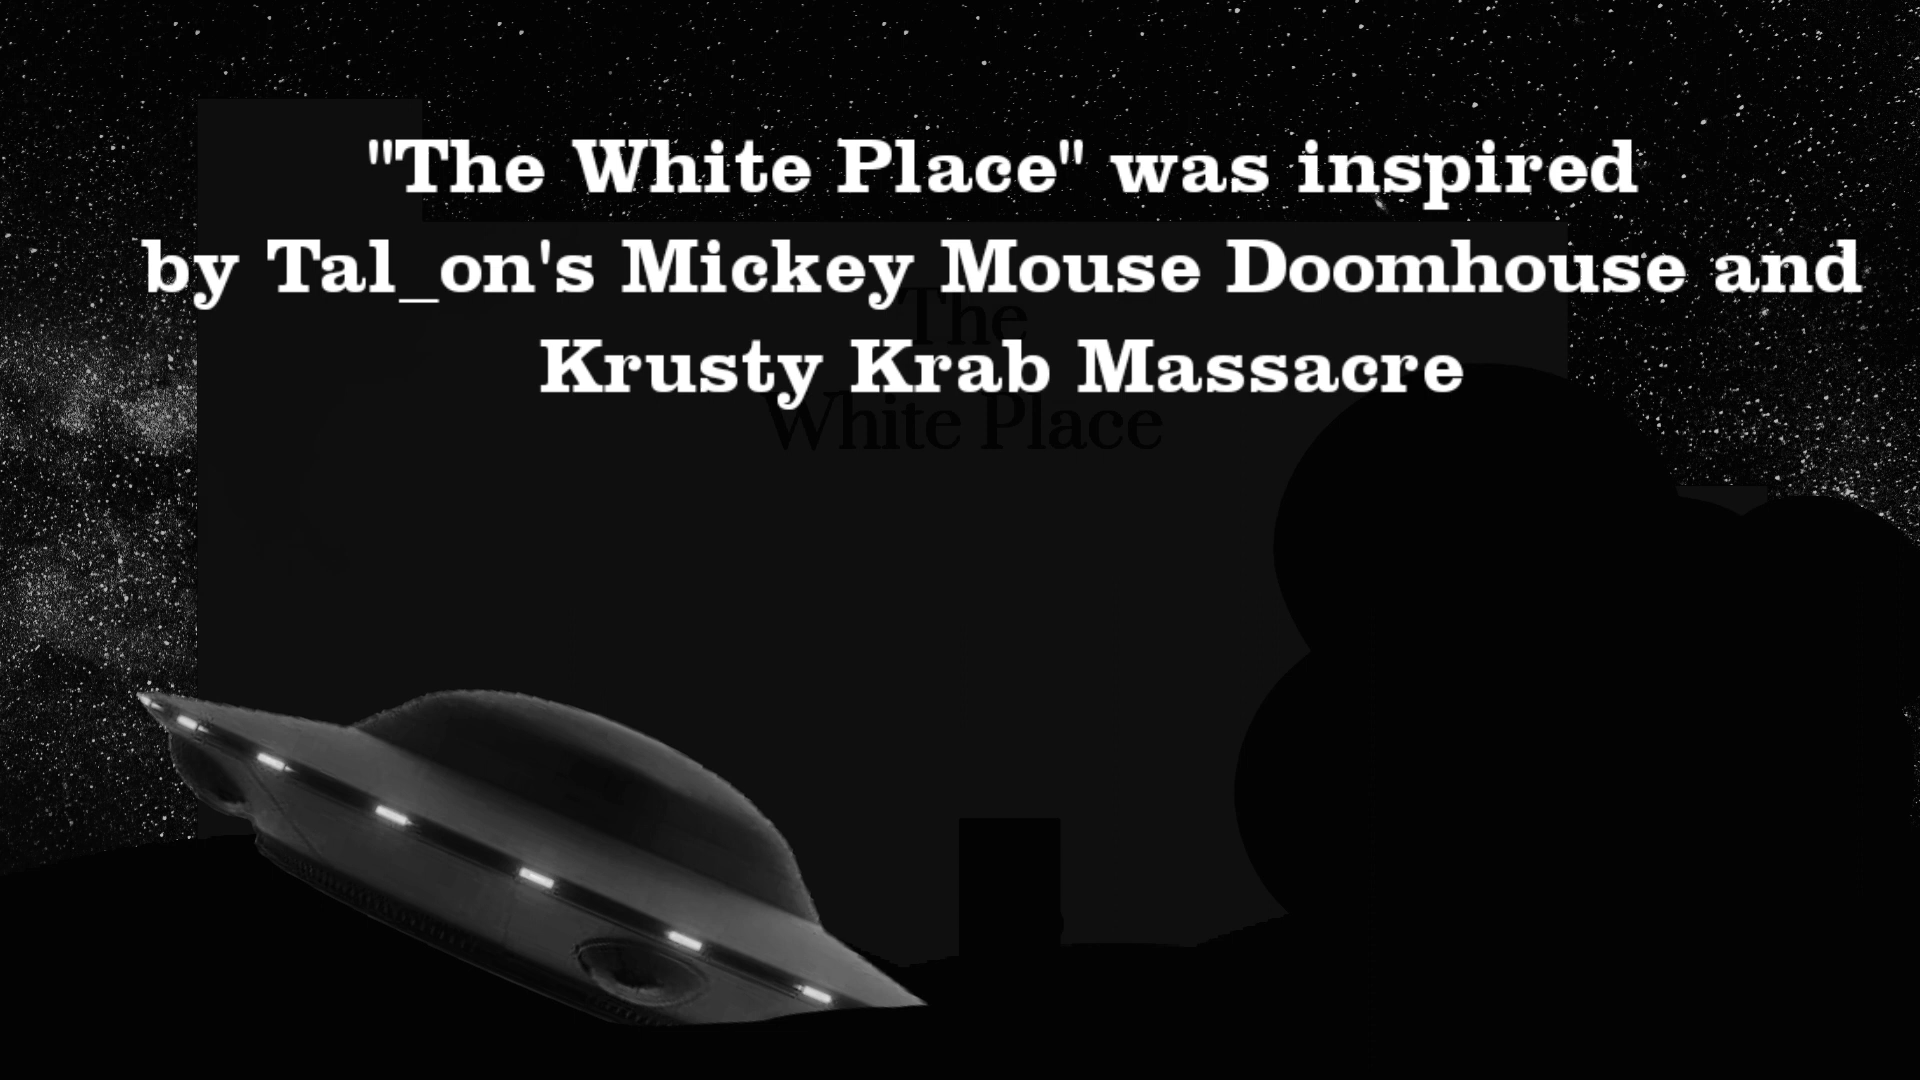 "The White Place" was inspired
by Tal_on's Mickey Mouse Doomhouse and
The
Krusty Krab Massacre
White Place